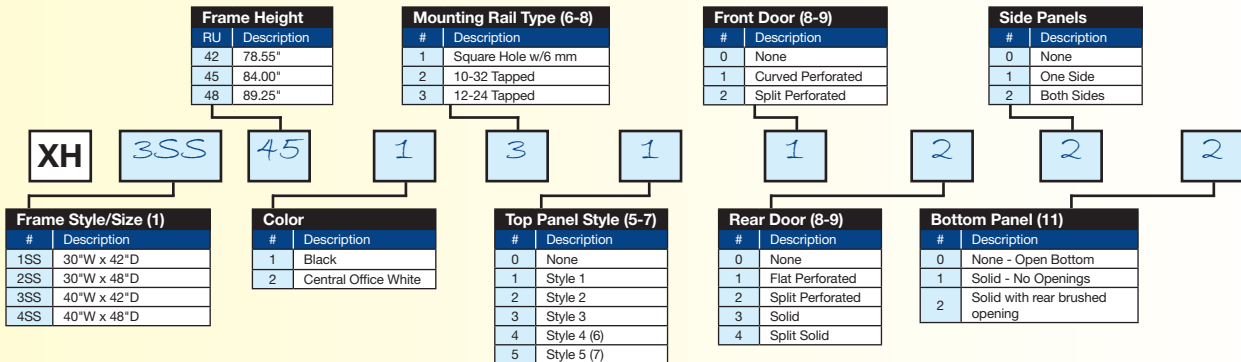 Frame Height
RU Description
42 78.55"
45 84.00"
48 89.25"
Mounting Rail Type (6-8)
# Description
1 Square Hole w/6 mm
2 10-32 Tapped
3 12-24 Tapped
Front Door (8-9)
# Description
0 None
1 Curved Perforated
2 Split Perforated
Side Panels
# Description
0 None
1 One Side
2 Both Sides
XH 3SS 45 1 3 1 1 2 2 2
Frame Style/Size (1)
# Description
1SS 30"W x 42"D
2SS 30"W x 48"D
3SS 40"W x 42"D
4SS 40"W x 48"D
Color
# Description
1 Black
2 Central Office White
Top Panel Style (5-7)
# Description
0 None
1 Style 1
2 Style 2
3 Style 3
4 Style 4 (6)
5 Style 5 (7)
Rear Door (8-9)
# Description
0 None
1 Flat Perforated
2 Split Perforated
3 Solid
4 Split Solid
Bottom Panel (11)
# Description
0 None - Open Bottom
1 Solid - No Openings
2 Solid with rear brushed
opening